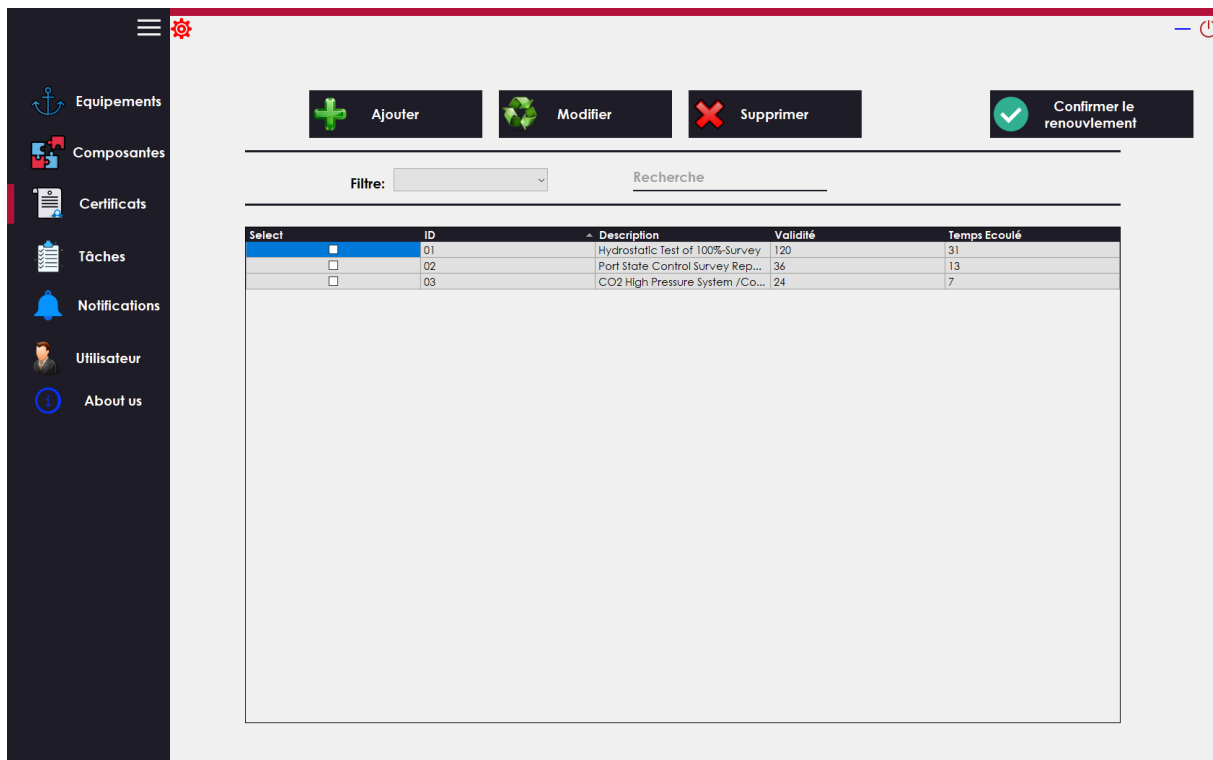 Equipements
Composantes
Certificats
Tâches
Notifications
Utilisateur
About us
Ajouter
Modifier
Supprimer
Confirmer le
renouvlement
Filtre:
Recherche
Select ID Description Validité Temps Ecoulé
01 Hydrostatic Test of 100%-Survey 120 31
02 Port State Control Survey Rep... 36 13
03 CO2 High Pressure System /Co... 24 7